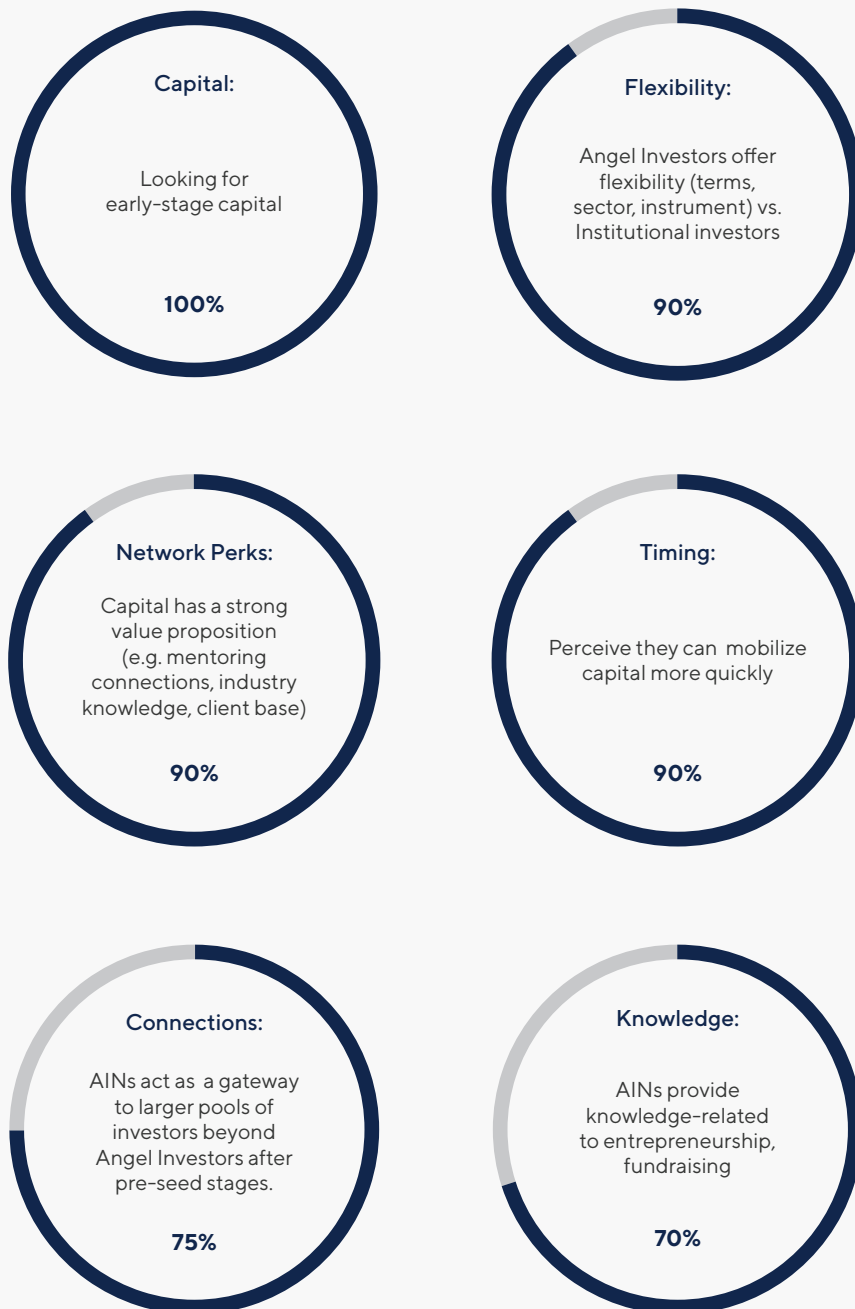 Capital:
Looking for
early-stage capital
100%
Flexibility:
Angel Investors offer
flexibility (terms,
sector, instrument) vs.
Institutional investors
90%
Network Perks:
Capital has a strong
value proposition
(e.g. mentoring
connections, industry
knowledge, client base)
90%
Timing:
Perceive they can mobilize
capital more quickly
90%
Connections:
AINs act as a gateway
to larger pools of
investors beyond
Angel Investors after
pre-seed stages.
75%
Knowledge:
AINs provide
knowledge-related
to entrepreneurship,
fundraising
70%